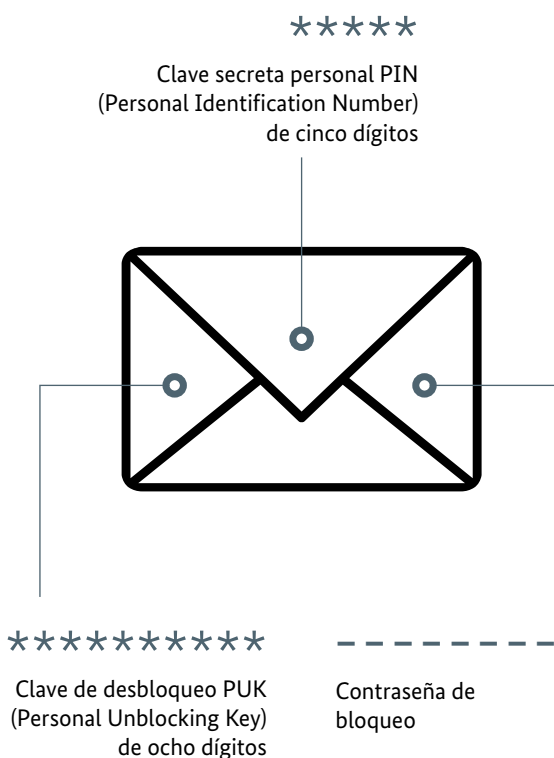 *****
Clave secreta personal PIN
(Personal Identification Number)
de cinco dígitos
**********
Clave de desbloqueo PUK
(Personal Unblocking Key)
de ocho dígitos
– – – – – – – – –
Contraseña de
bloqueo